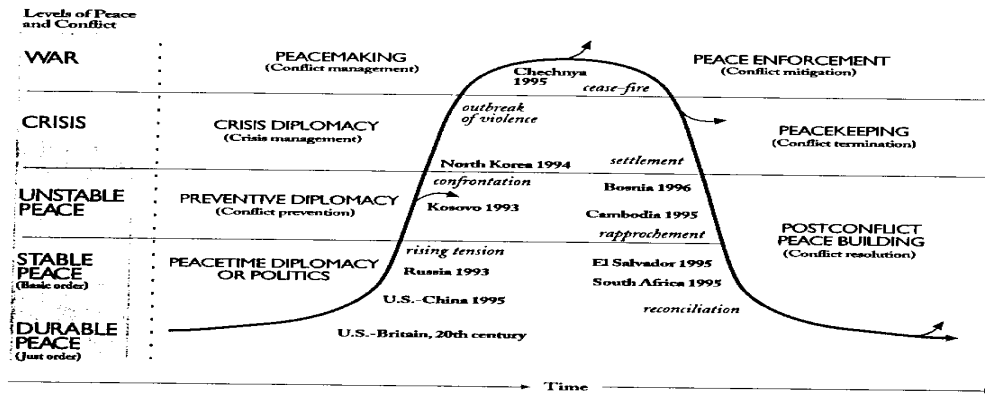 Levels of Peace
and Conflict
WAR
PEACEMAKING
(Conflict management)
Chechnya
1995
cease-fire
PEACE ENFORCEMENT
(Conflict mitigation)
CRISIS
CRISIS DIPLOMACY
(Crisis management)
outbreak
of violence
North Korea 1994
settlement
PEACEKEEPING
(Conflict termination)
UNSTABLE
PEACE
PREVENTIVE DIPLOMACY
(Conflict prevention)
confrontation
Kosovo 1993
Bosnia 1996
Cambodia 1995
rapprochement
POSTCONFLICT
PEACE BUILDING
(Conflict resolution)
STABLE
PEACE
(Basic order)
PEACETIME DIPLOMACY
OR POLITICS
rising tension
Russia 1993
U.S.-China 1995
El Salvador 1995
South Africa 1995
reconciliation
DURABLE
PEACE
(Just order)
U.S.-Britain, 20th century
Time